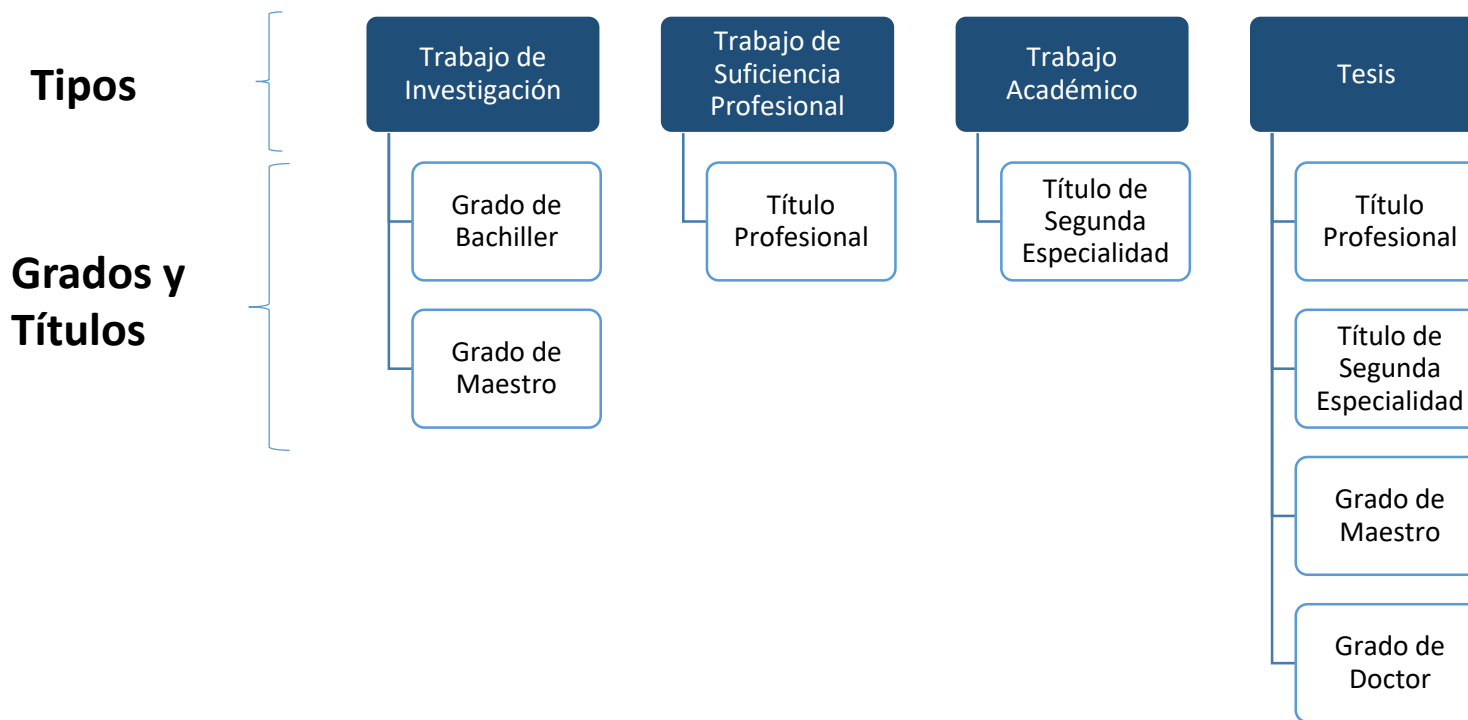 Tipos
Trabajo de
Investigación
Trabajo de
Suficiencia
Profesional
Trabajo
Académico
Tesis
Grados y
Títulos
Grado de
Bachiller
Grado de
Maestro
Título
Profesional
Título de
Segunda
Especialidad
Título
Profesional
Título de
Segunda
Especialidad
Grado de
Maestro
Grado de
Doctor